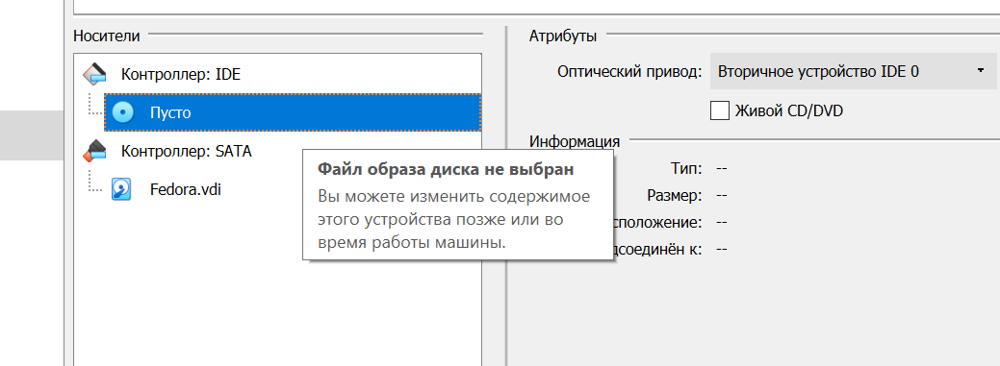 Носители
Атрибуты
Контроллер: IDE
Пусто
Контроллер: SATA
Fedora.vdi
Оптический привод: Вторичное устройство IDE 0
Живой CD/DVD
Информация
Тип: --
Размер: --
сположение: --
дсоединён к: --
Файл образа диска не выбран
Вы можете изменить содержимое
этого устройства позже или во
время работы машины.